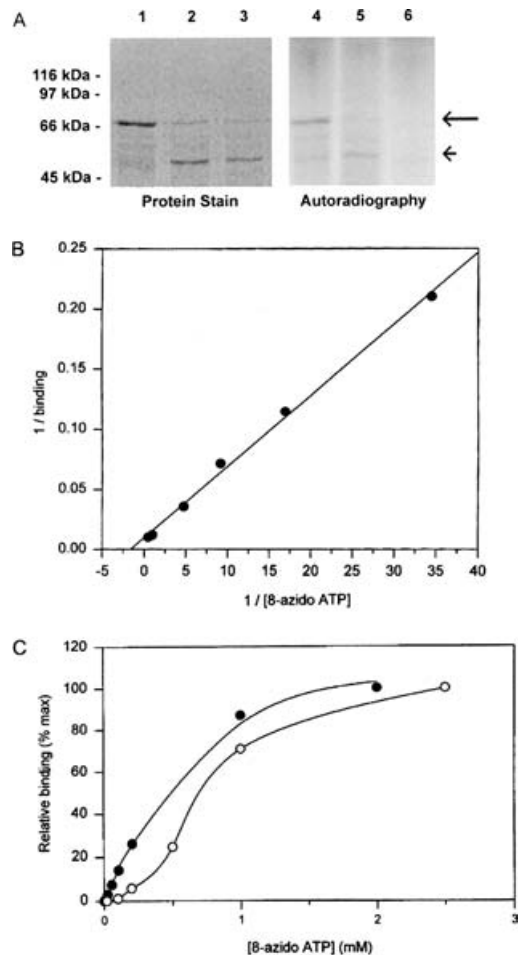 A
1 2 3 4 5 6
116 kDa -
97 kDa -
66 kDa -
45 kDa -
Protein Stain
Autoradiography
B
0.25
0.20
0.15
0.10
0.05
0.00
1 / binding
-5 0 5 10 15 20 25 30 35 40
1 / [8-azido ATP]
C
120
100
80
60
40
20
0
Relative binding (% max)
0 1 2 3
[8-azido ATP] (mM)